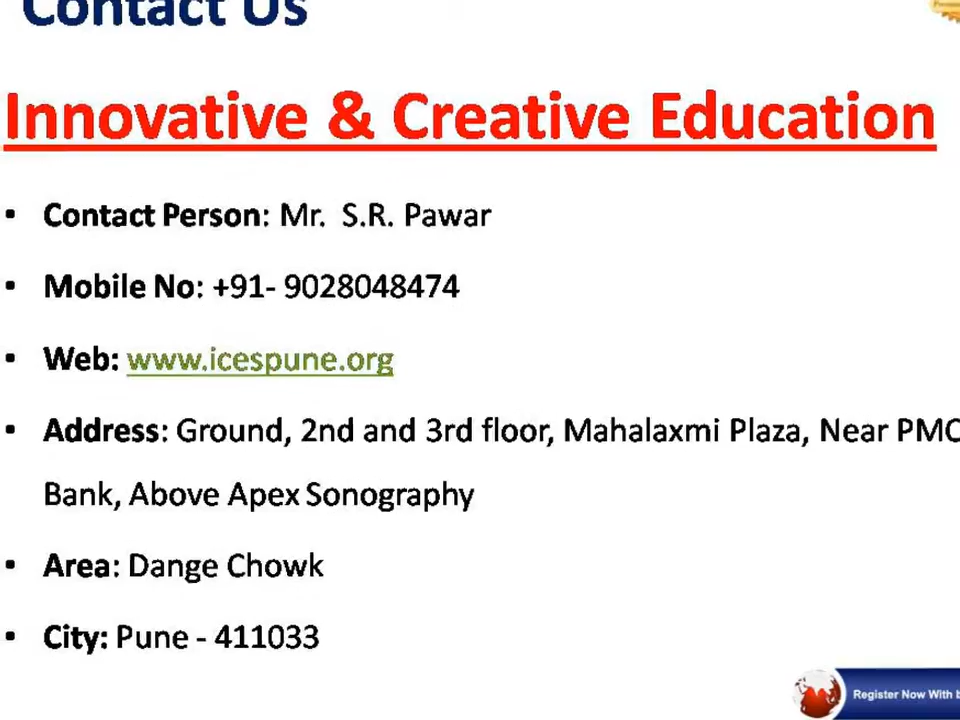 Contact Us
Innovative & Creative Education
• Contact Person: Mr. S.R. Pawar
• Mobile No: +91- 9028048474
• Web: www.icespune.org
• Address: Ground, 2nd and 3rd floor, Mahalaxmi Plaza, Near PMC
Bank, Above Apex Sonography
• Area: Dange Chowk
• City: Pune - 411033
Register Now With